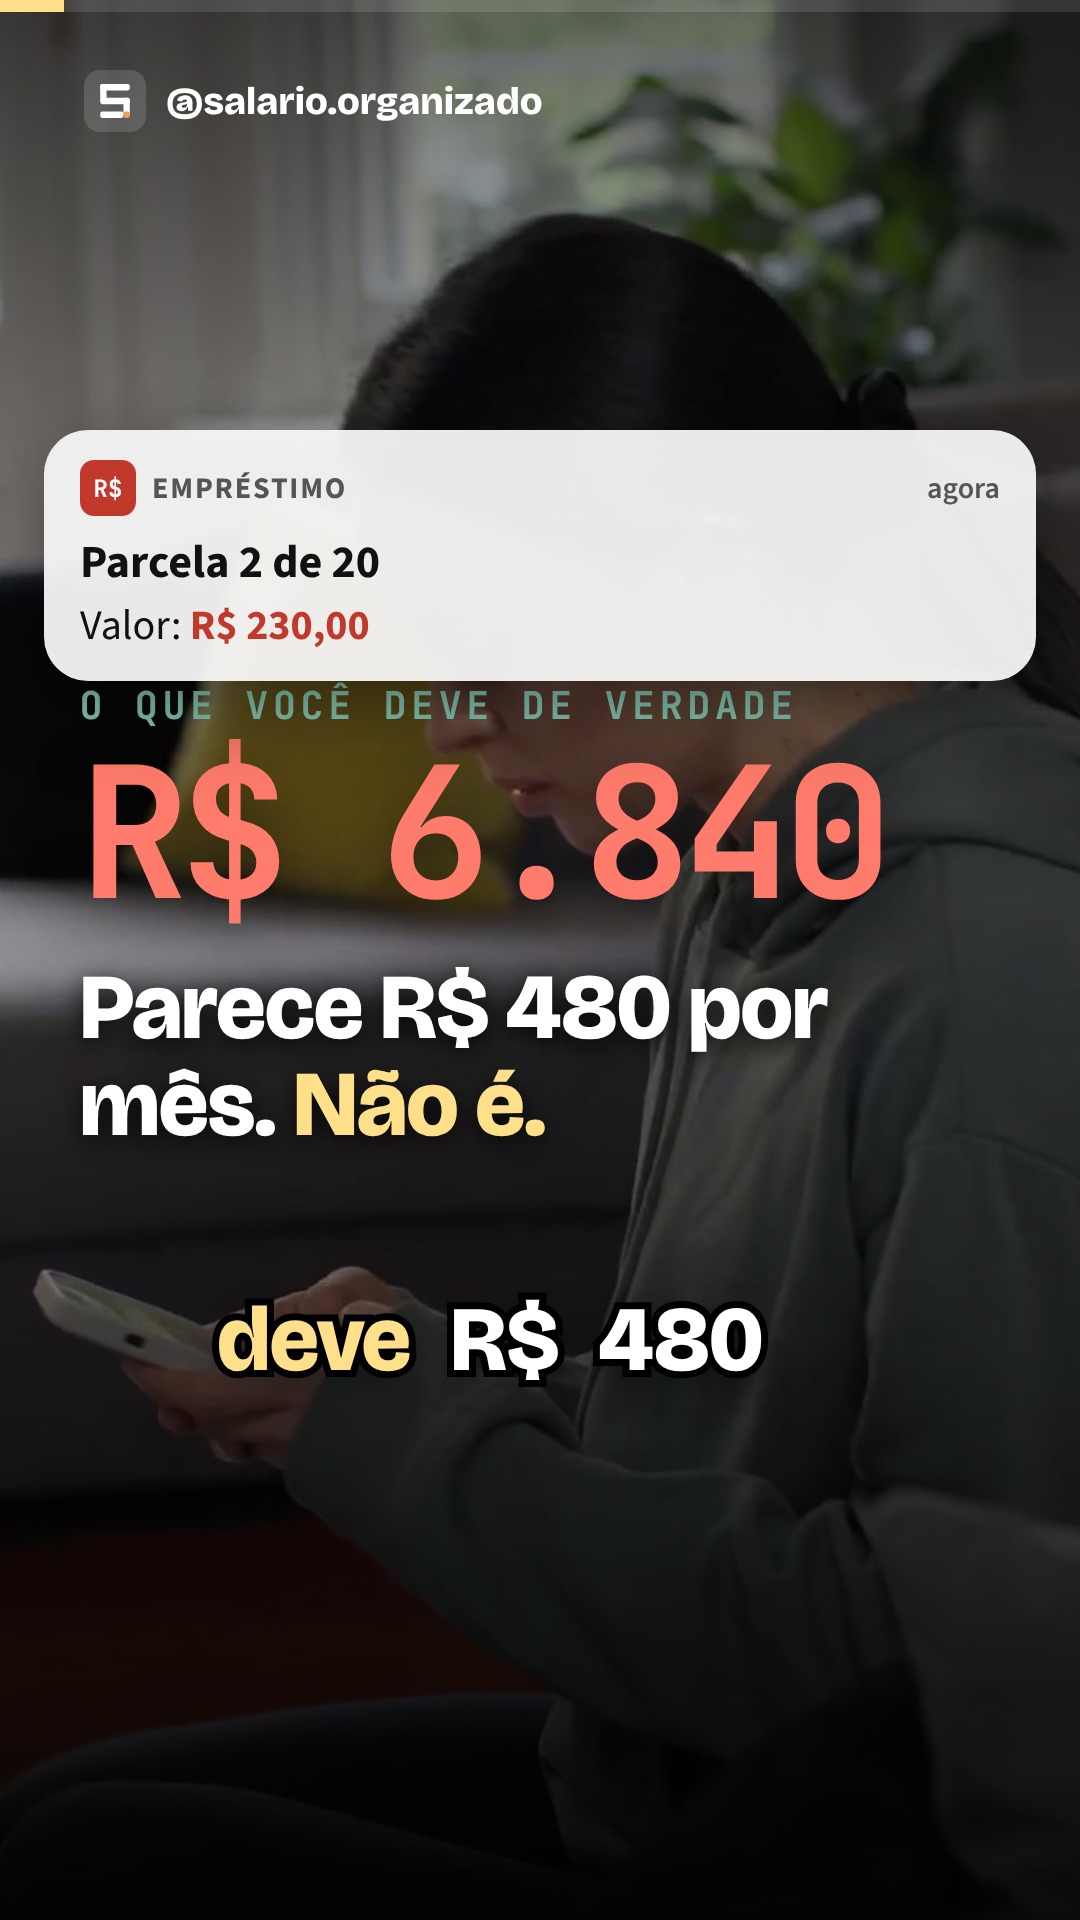 @salario.organizado
R$ EMPRÉSTIMO agora
Parcela 2 de 20
Valor: R$ 230,00
O QUE VOCÊ DEVE DE VERDADE
R$ 6.840
Parece R$ 480 por
mês. Não é.
deve R$ 480